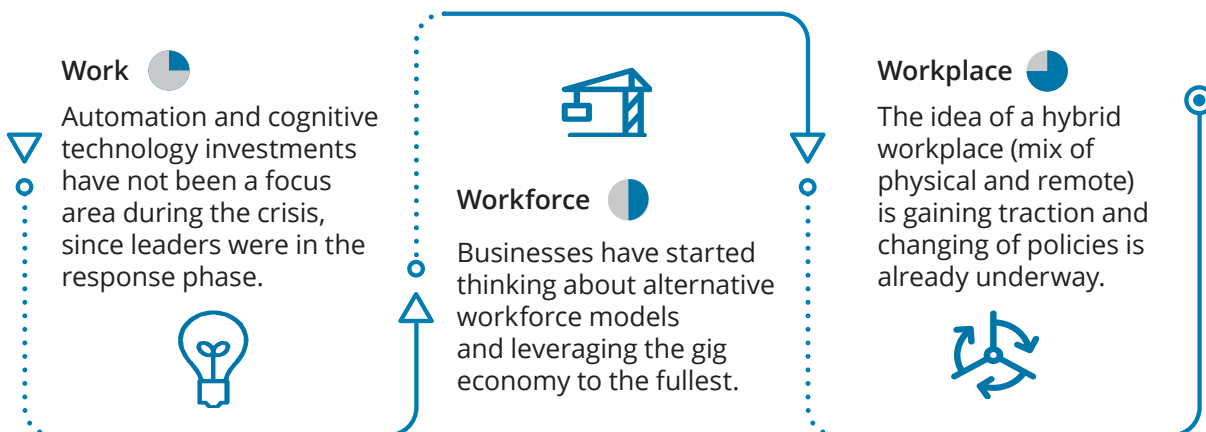 Work
Automation and cognitive
technology investments
have not been a focus
area during the crisis,
since leaders were in the
response phase.
Workforce
Businesses have started
thinking about alternative
workforce models
and leveraging the gig
economy to the fullest.
Workplace
The idea of a hybrid
workplace (mix of
physical and remote)
is gaining traction and
changing of policies is
already underway.